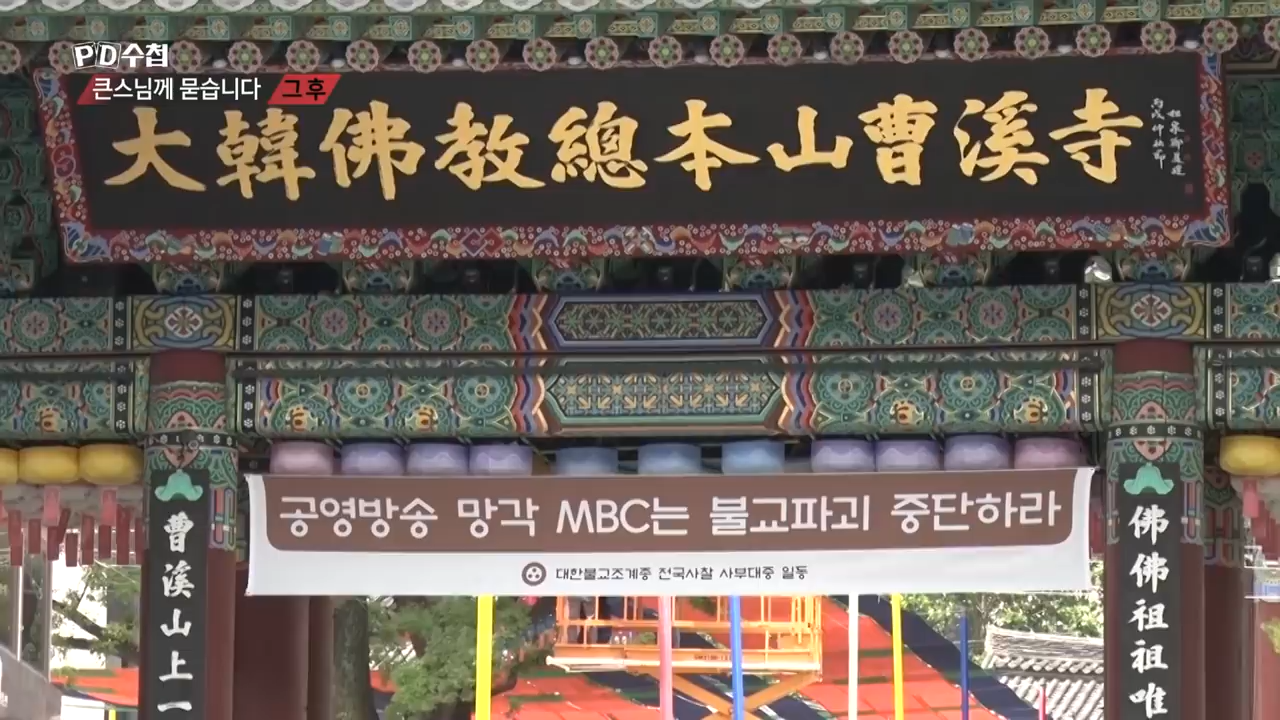 PD수첩
큰스님께 묻습니다 그 후
大韓佛教總本山曹溪寺
공영방송 망각 MBC는 불교파괴 중단하라
대한불교조계종 전국사찰 사부대중 일동
曹溪山上一
佛佛祖祖唯